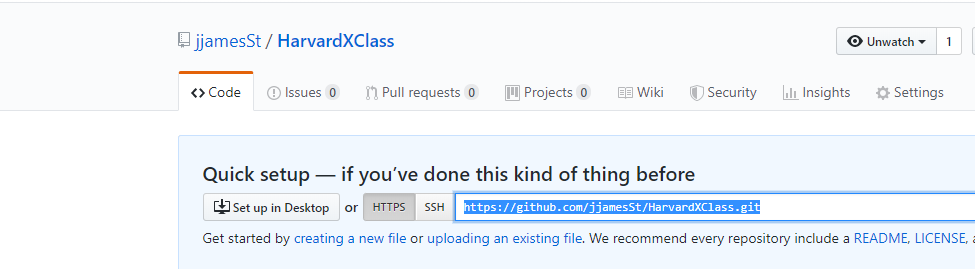 jjamesSt / HarvardXClass
Unwatch 1
Code Issues 0 Pull requests 0 Projects 0 Wiki Security Insights Settings
Quick setup — if you’ve done this kind of thing before
Set up in Desktop or HTTPS SSH https://github.com/jjamesSt/HarvardXClass.git
Get started by creating a new file or uploading an existing file. We recommend every repository include a README, LICENSE,